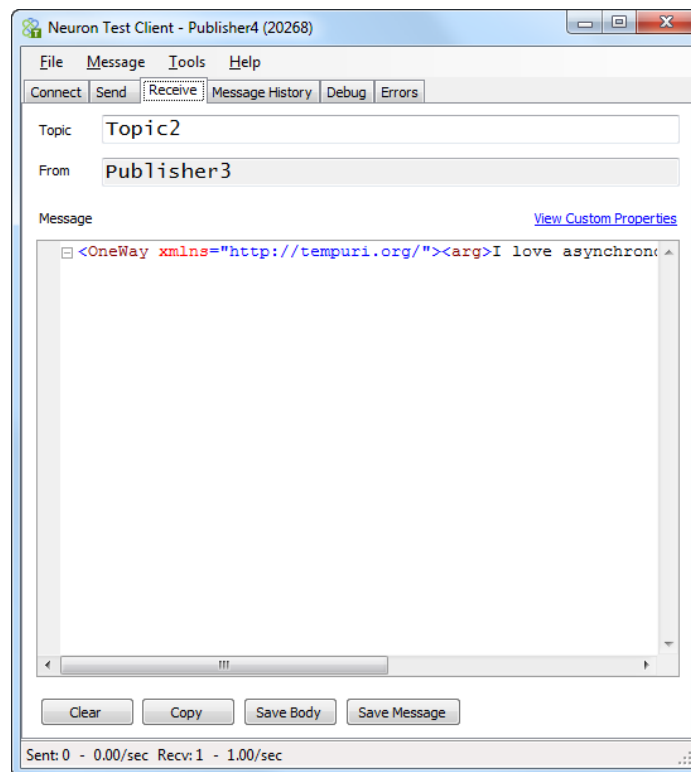 Neuron Test Client - Publisher4 (20268)
File Message Tools Help
Connect Send Receive Message History Debug Errors
Topic Topic2
From Publisher3
Message View Custom Properties
<OneWay xmlns="http://tempuri.org/"><arg>I love
Clear Copy Save Body Save Message
Sent: 0 - 0.00/sec Recv: 1 - 1.00/sec